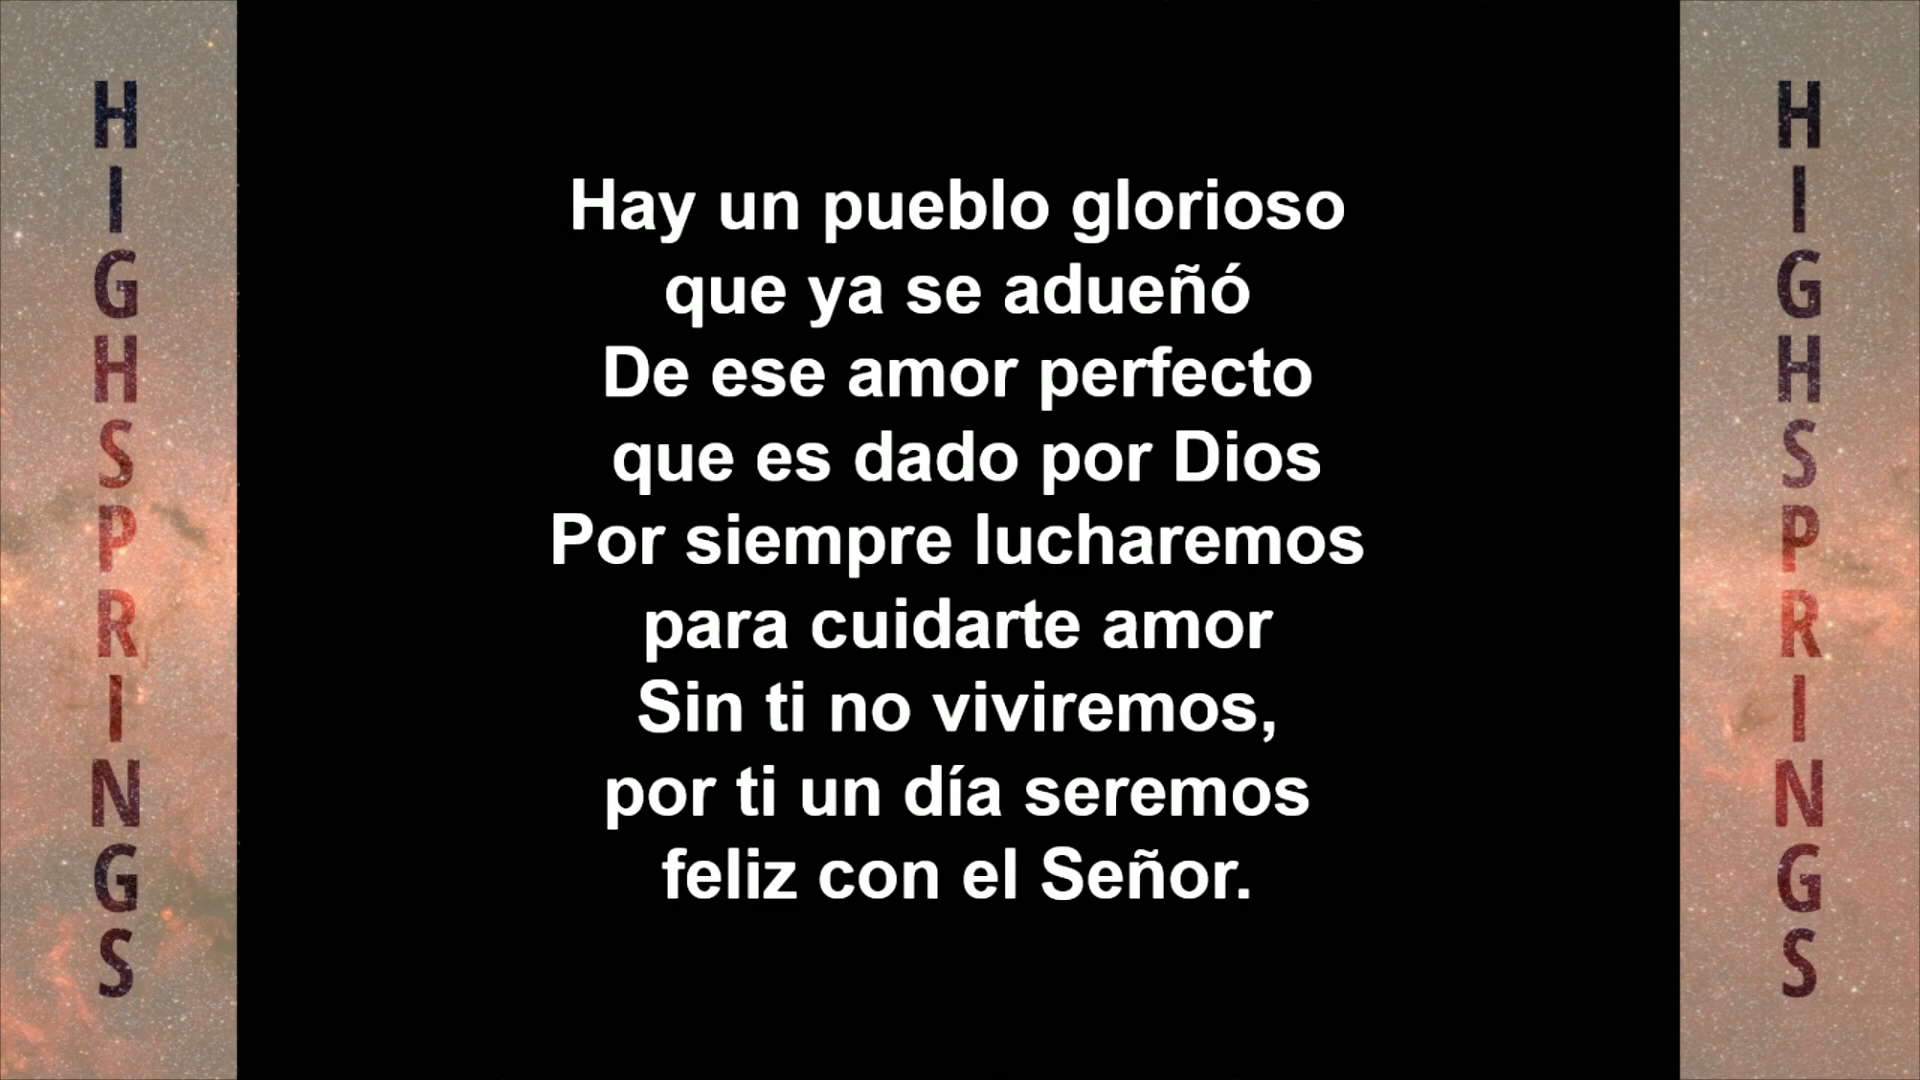 HIGHSPRINGS
Hay un pueblo glorioso
que ya se adueñó
De ese amor perfecto
que es dado por Dios
Por siempre lucharemos
para cuidarte amor
Sin ti no viviremos,
por ti un día seremos
feliz con el Señor.
HIGHSPRINGS